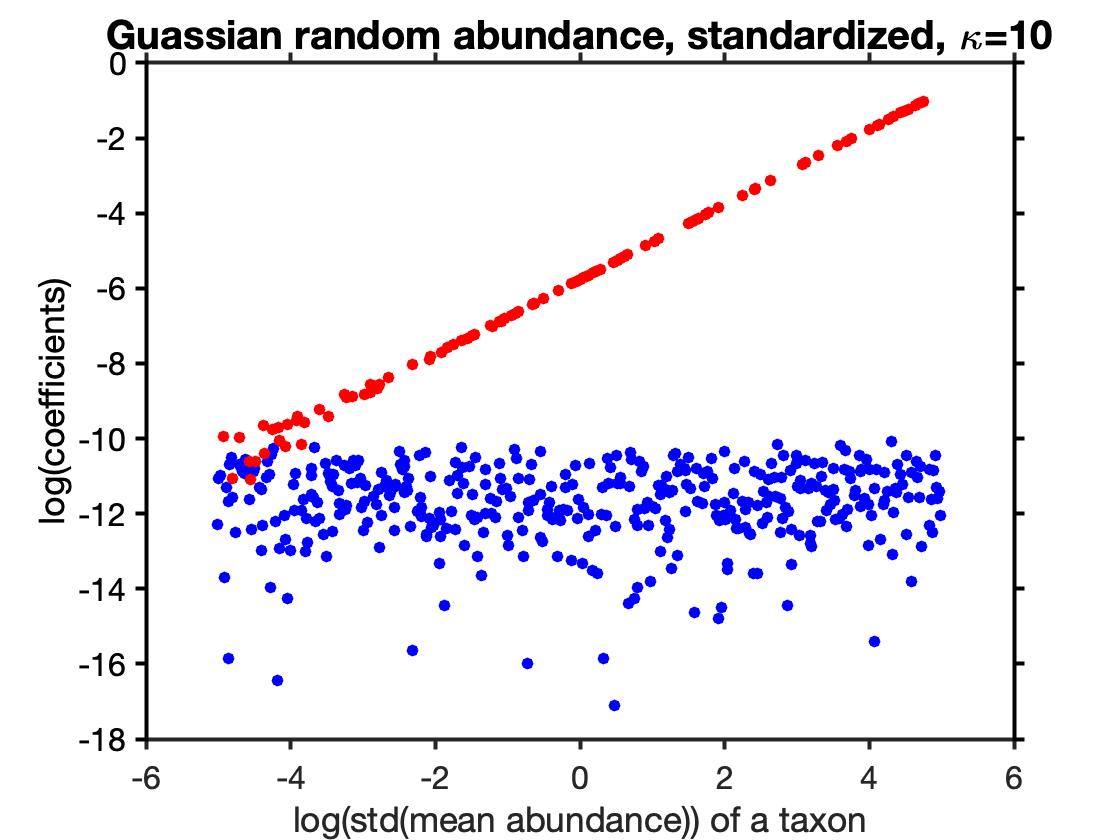 Guassian random abundance, standardized, κ=10
0
-2
-4
-6
-8
-10
-12
-14
-16
-18
log(coefficients)
-6 -4 -2 0 2 4 6
log(std(mean abundance)) of a taxon